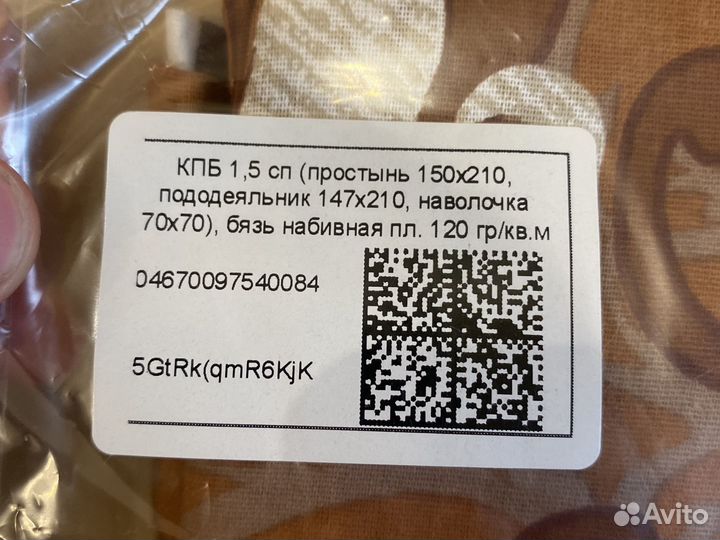 КПБ 1,5 сп (простынь 150х210,
пододеяльник 147х210, наволочка
70х70), бязь набивная пл. 120 гр/кв.м
04670097540084
5GtRk(qmR6KjK
Avito